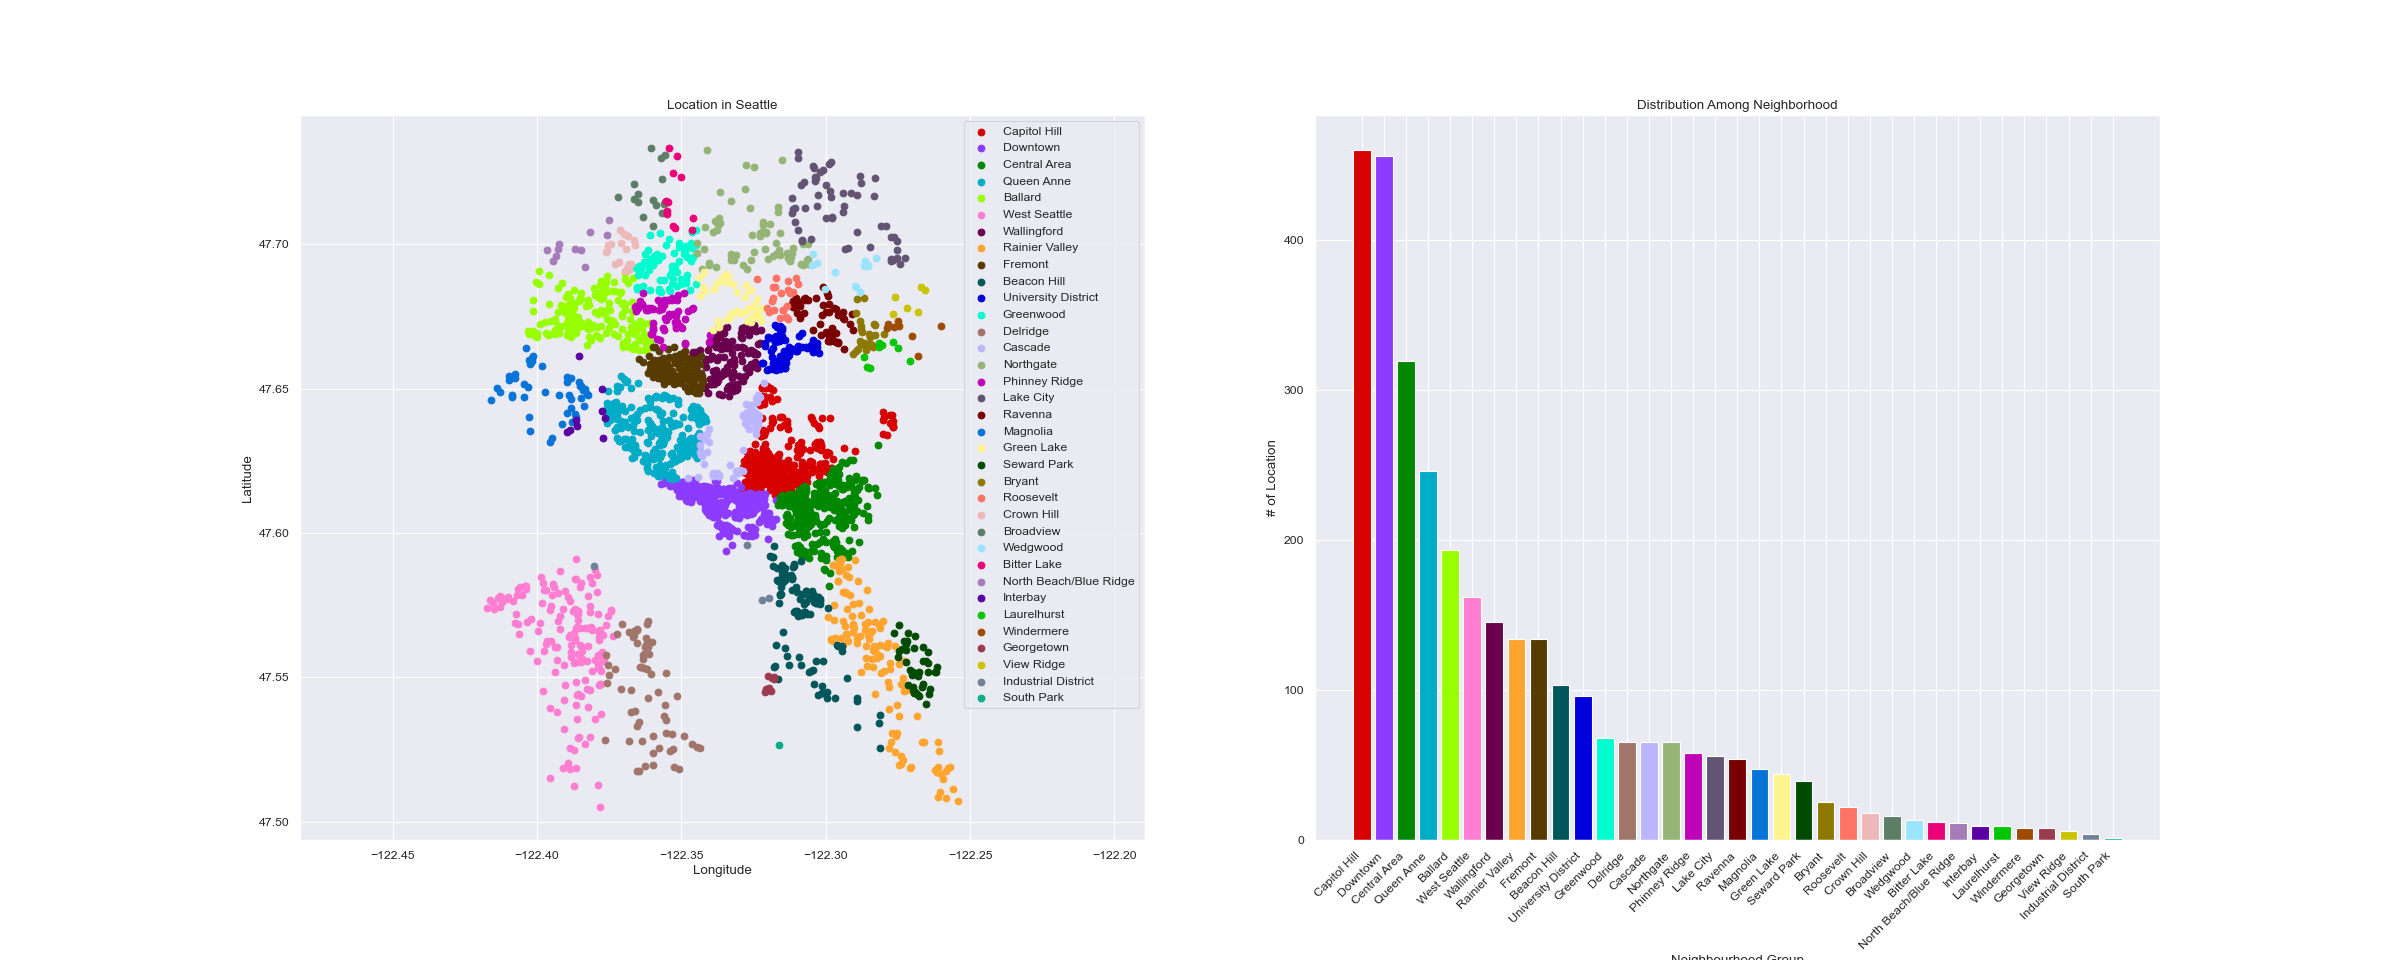 Location in Seattle
Latitude
47.70
47.65
47.60
47.55
47.50
−122.45
−122.40
−122.35
−122.30
−122.25
−122.20
Longitude
Capitol Hill
Downtown
Central Area
Queen Anne
Ballard
West Seattle
Wallingford
Rainier Valley
Fremont
Beacon Hill
University District
Greenwood
Delridge
Cascade
Northgate
Phinney Ridge
Lake City
Ravenna
Magnolia
Green Lake
Seward Park
Bryant
Roosevelt
Crown Hill
Broadview
Wedgwood
Bitter Lake
North Beach/Blue Ridge
Interbay
Laurelhurst
Windermere
Georgetown
View Ridge
Industrial District
South Park
Distribution Among Neighborhood
# of Location
400
300
200
100
0
Capitol Hill
Downtown
Central Area
Queen Anne
Ballard
West Seattle
Wallingford
Rainier Valley
Fremont
Beacon Hill
University District
Greenwood
Delridge
Cascade
Northgate
Phinney Ridge
Lake City
Ravenna
Magnolia
Green Lake
Seward Park
Bryant
Roosevelt
Crown Hill
Broadview
Wedgwood
Bitter Lake
North Beach/Blue Ridge
Interbay
Laurelhurst
Windermere
Georgetown
View Ridge
Industrial District
South Park
Neighbourhood Group